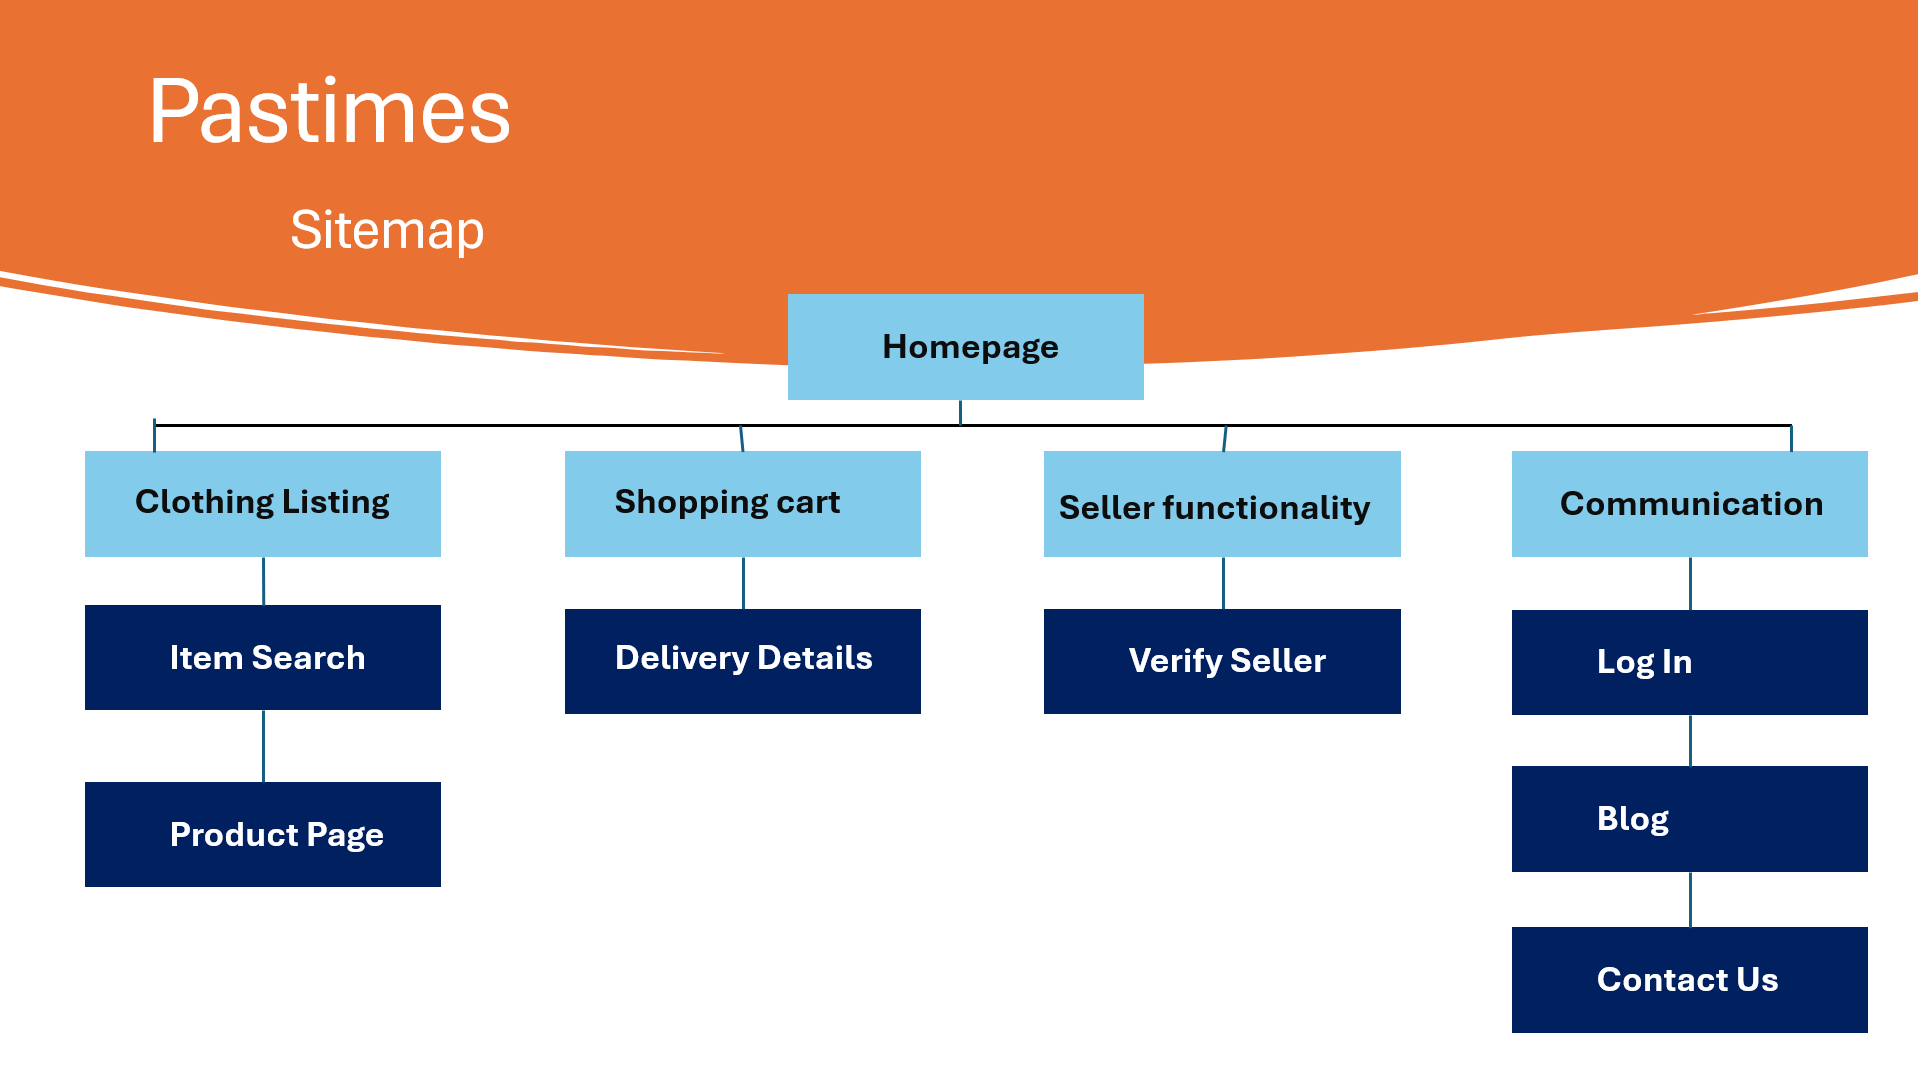 Pastimes
Sitemap
Homepage
Clothing Listing
Shopping cart
Seller functionality
Communication
Item Search
Delivery Details
Verify Seller
Log In
Product Page
Blog
Contact Us